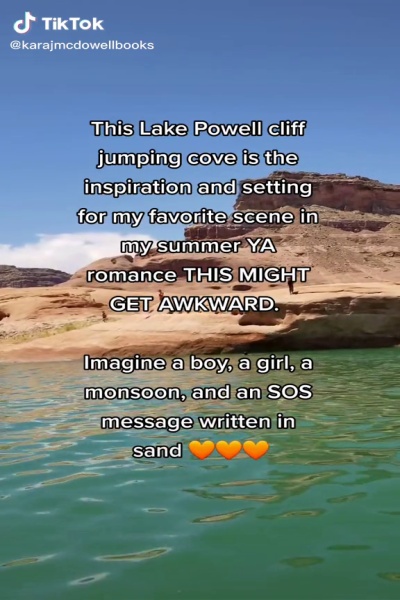 TikTok
@karajmcdowellbooks
This Lake Powell cliff
jumping cove is the
inspiration and setting
for my favorite scene in
my summer YA
romance THIS MIGHT
GET AWKWARD.
Imagine a boy, a girl, a
monsoon, and an SOS
message written in
sand 🧡🧡🧡